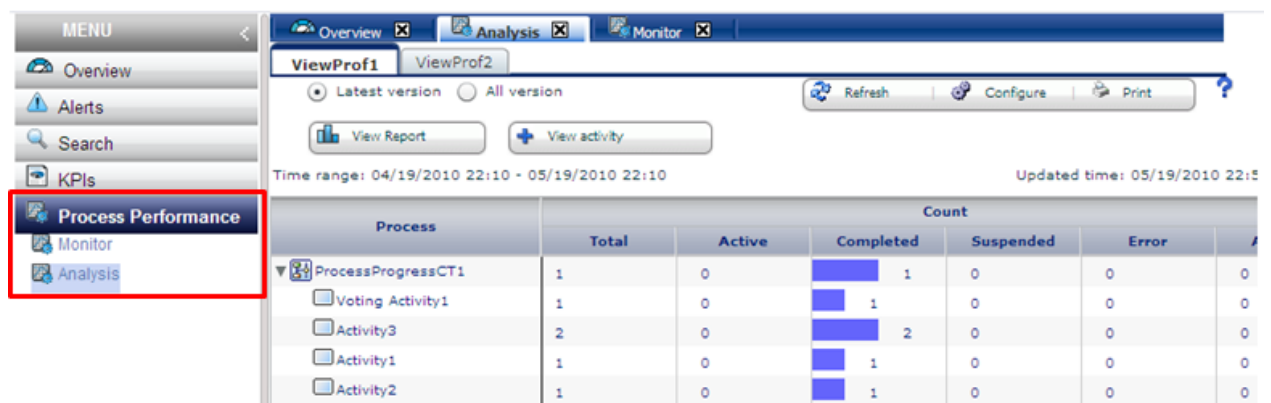 MENU <
Overview
Alerts
Search
KPIs
Process Performance
Monitor
Analysis
Overview Analysis Monitor
ViewProf1 ViewProf2
Latest version All version
Refresh Configure Print ?
View Report View activity
Time range: 04/19/2010 22:10 - 05/19/2010 22:10 Updated time: 05/19/2010 22:5
Process Count
Total Active Completed Suspended Error
ProcessProgressCT1 1 0 1 0 0 0
Voting Activity1 1 0 1 0 0 0
Activity3 2 0 2 0 0 0
Activity1 1 0 1 0 0 0
Activity2 1 0 1 0 0 0